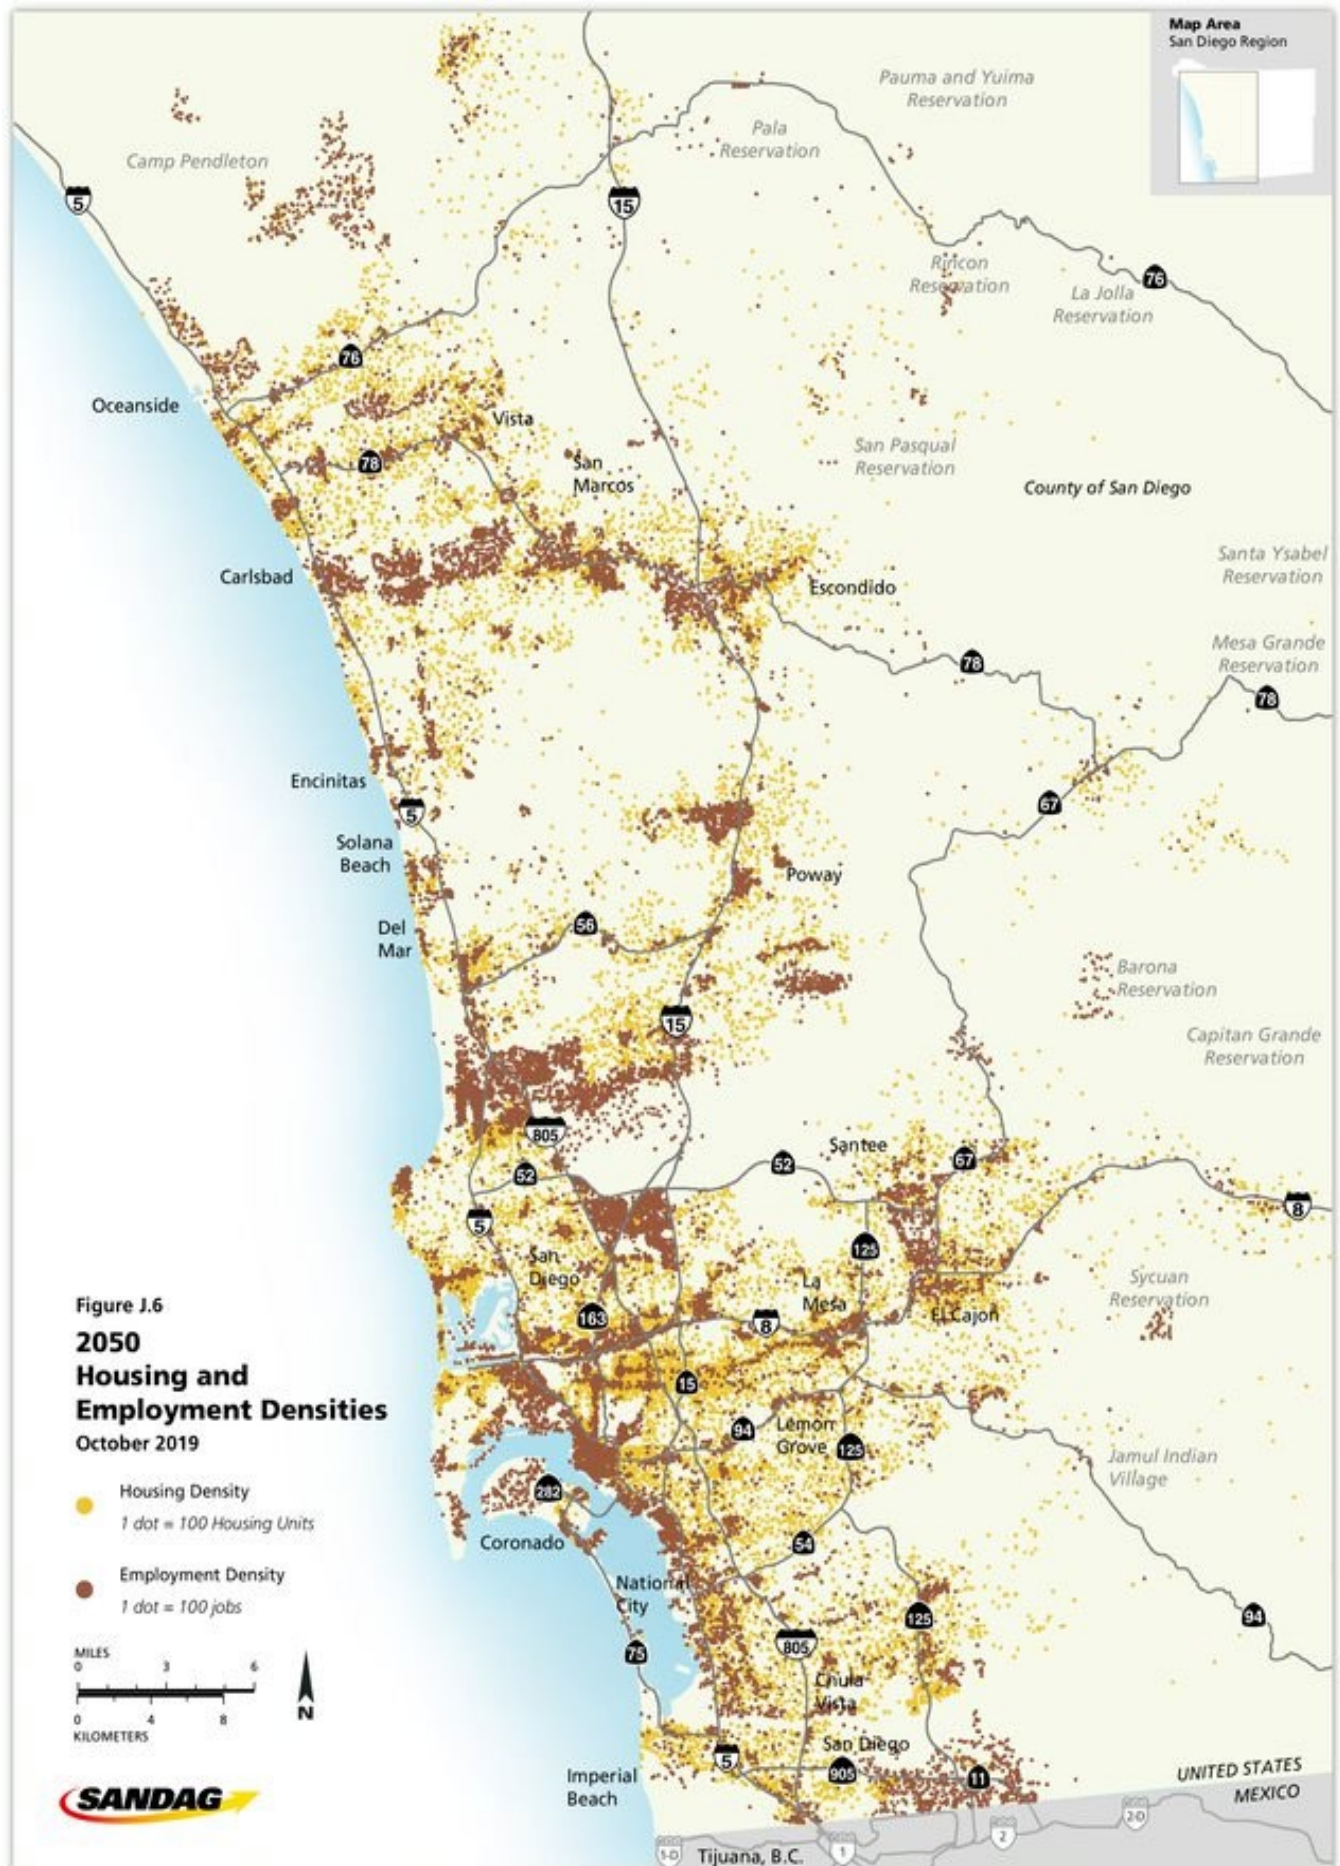 Map Area
San Diego Region
Pauma and Yuima
Reservation
Pala
Reservation
Camp Pendleton
5
15
Rincon
Reservation
76
La Jolla
Reservation
76
Oceanside
Vista
San Pasqual
Reservation
78
San
Marcos
County of San Diego
Santa Ysabel
Reservation
Carlsbad
Escondido
Mesa Grande
Reservation
78
78
Encinitas
5
67
Solana
Beach
Poway
Del
Mar
56
Barona
Reservation
15
Capitan Grande
Reservation
805
Santee
52
67
52
5
8
125
San
Diego
La
Mesa
Sycuan
Reservation
163
8
El Cajon
Figure J.6
2050
Housing and
Employment Densities
October 2019
15
94
Lemon
Grove
125
Jamul Indian
Village
Housing Density
1 dot = 100 Housing Units
282
Coronado
54
Employment Density
1 dot = 100 jobs
National
City
125
94
805
75
MILES
0 3 6
0 4 8
KILOMETERS
N
Chula
Vista
San Diego
5
905
11
Imperial
Beach
UNITED STATES
MEXICO
SANDAG
1-D
Tijuana, B.C.
1
2
2-D